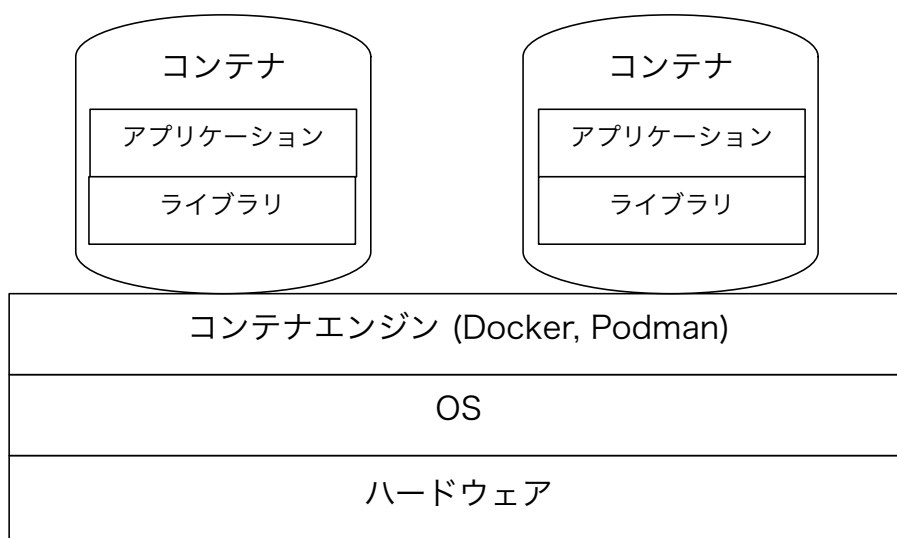 コンテナ
アプリケーション
ライブラリ
コンテナ
アプリケーション
ライブラリ
コンテナエンジン (Docker, Podman)
OS
ハードウェア